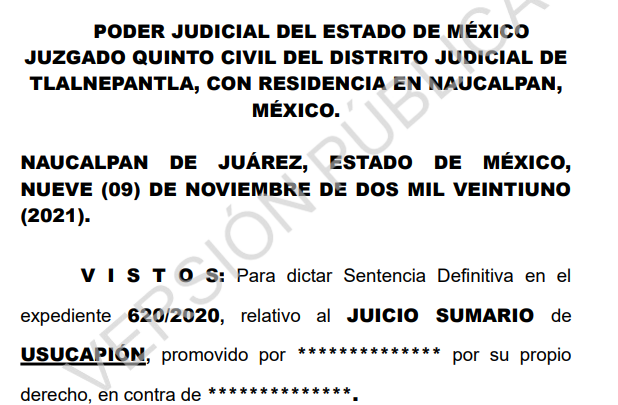 PODER JUDICIAL DEL ESTADO DE MÉXICO
JUZGADO QUINTO CIVIL DEL DISTRITO JUDICIAL DE
TLALNEPANTLA, CON RESIDENCIA EN NAUCALPAN,
MÉXICO.
NAUCALPAN DE JUÁREZ, ESTADO DE MÉXICO,
NUEVE (09) DE NOVIEMBRE DE DOS MIL VEINTIUNO
(2021).
V I S T O S: Para dictar Sentencia Definitiva en el
expediente 620/2020, relativo al JUICIO SUMARIO de
USUCAPIÓN, promovido por ************** por su propio
derecho, en contra de **************.
VERSIÓN PÚBLICA